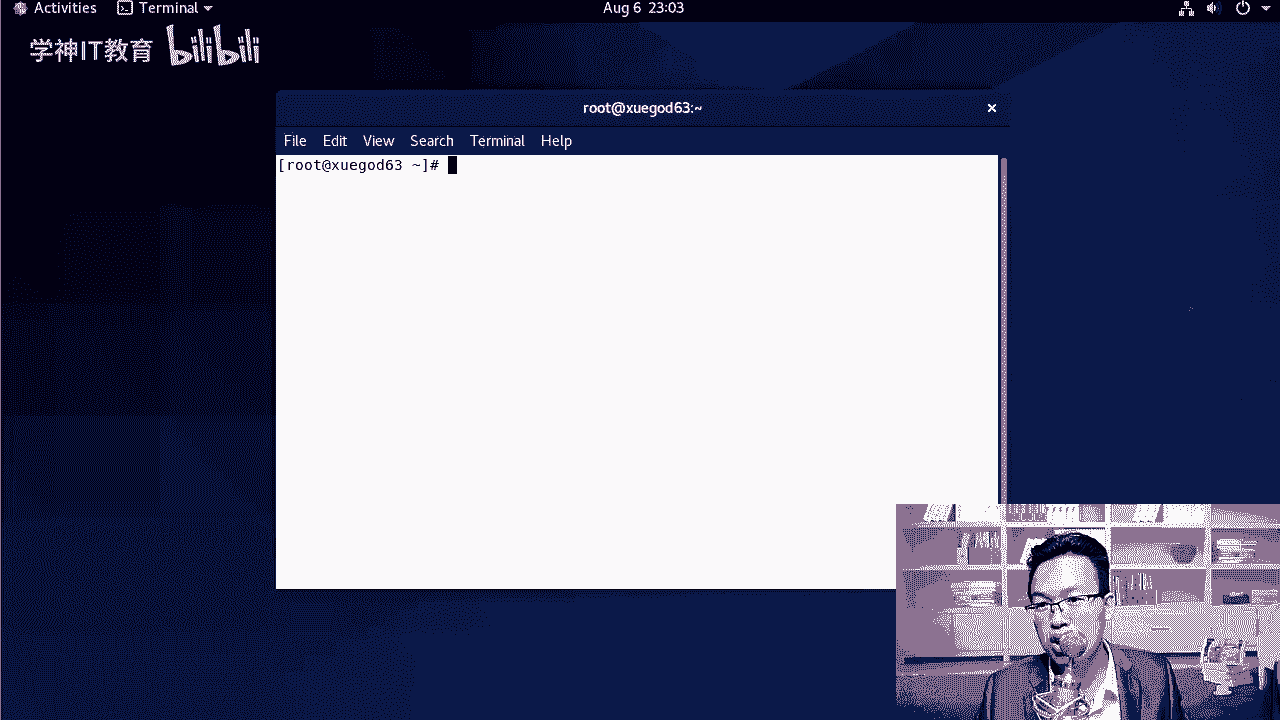 Activities Terminal Aug 6 23:03
学神IT教育 bilibili
root@xuegod63:~
File Edit View Search Terminal Help
[root@xuegod63 ~]#